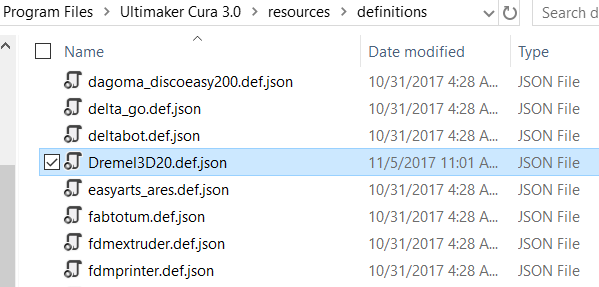 Program Files > Ultimaker Cura 3.0 > resources > definitions
Search d
Name Date modified Type
dagoma_discoeasy200.def.json 10/31/2017 4:28 A... JSON File
delta_go.def.json 10/31/2017 4:28 A... JSON File
deltabot.def.json 10/31/2017 4:28 A... JSON File
Dremel3D20.def.json 11/5/2017 11:01 A... JSON File
easyarts_ares.def.json 10/31/2017 4:28 A... JSON File
fabtotum.def.json 10/31/2017 4:28 A... JSON File
fdmextruder.def.json 10/31/2017 4:28 A... JSON File
fdmprinter.def.json 10/31/2017 4:28 A... JSON File